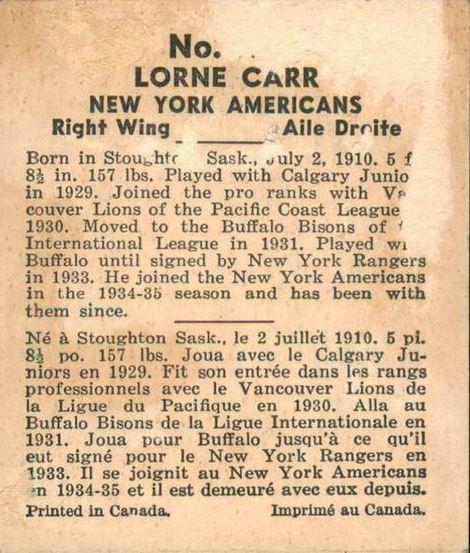 No.
LORNE CARR
NEW YORK AMERICANS
Right Wing Aile Droite
Born in Sask., July 2, 1910. 5 f
8½ in. 157 lbs. Played with Calgary Junio
in 1929. Joined the pro ranks with Va
couver Lions of the Pacific Coast League
1930. Moved to the Buffalo Bisons of
International League in 1931. Played wi
Buffalo until signed by New York Rangers
in 1933. He joined the New York Americans
in the 1934-35 season and has been with
them since.
Né à Stoughton Sask., le 2 juillet 1910. 5 pi.
8½ po. 157 lbs. Joua avec le Calgary Ju-
niors en 1929. Fit son entrée dans les rangs
professionnels avec le Vancouver Lions de
la Ligue du Pacifique en 1930. Alla au
Buffalo Bisons de la Ligue Internationale en
1931. Joua pour Buffalo jusqu'à ce qu'il
eut signé pour le New York Rangers en
1933. Il se joignit au New York Americans
en 1934-35 et il est demeuré avec eux depuis.
Printed in Canada. Imprimé au Canada.